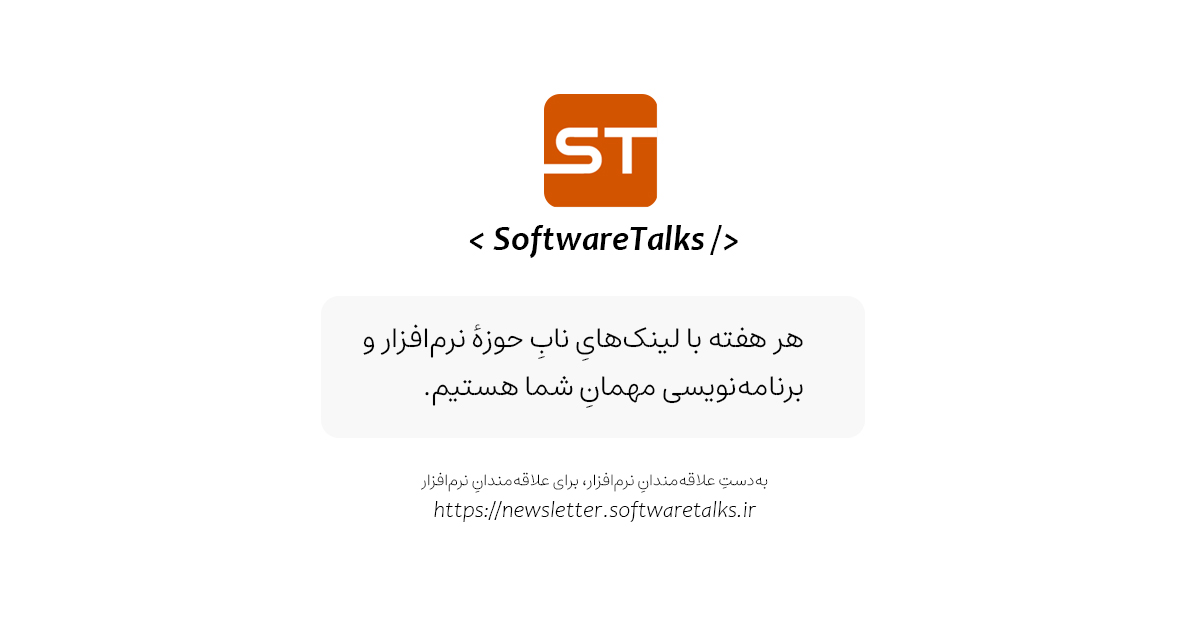 ST
< SoftwareTalks />
هر هفته با لینک‌هایِ نابِ حوزهٔ نرم‌افزار و
برنامه‌نویسی مهمانِ شما هستیم.
به‌دستِ علاقه‌مندانِ نرم‌افزار، برای علاقه‌مندانِ نرم‌افزار
https://newsletter.softwaretalks.ir